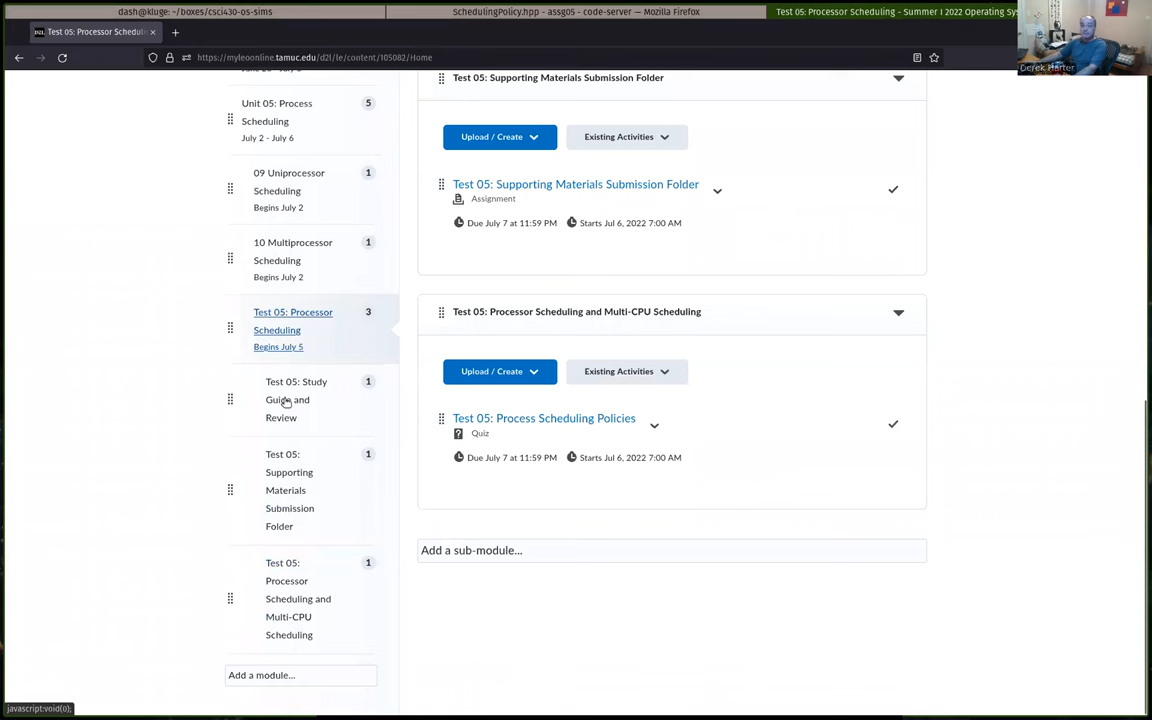 dash@kluge: ~/boxes/csci430-os-sims
SchedulingPolicy.hpp - assg05 - code-server — Mozilla Firefox
Test 05: Processor Scheduling - Summer I 2022 Operating Sys
Test 05: Processor Scheduli
https://myleoonline.tamuc.edu/d2l/le/content/105082/Home
Derek Harter
Unit 05: Process
Scheduling
5
July 2 - July 6
09 Uniprocessor
Scheduling
1
Begins July 2
10 Multiprocessor
Scheduling
1
Begins July 2
Test 05: Processor
Scheduling
3
Begins July 5
Test 05: Study
Guide and
Review
1
Test 05:
Supporting
Materials
Submission
Folder
1
Test 05:
Processor
Scheduling and
Multi-CPU
Scheduling
1
Add a module...
Test 05: Supporting Materials Submission Folder
Upload / Create
Existing Activities
Test 05: Supporting Materials Submission Folder
Assignment
Due July 7 at 11:59 PM
Starts Jul 6, 2022 7:00 AM
Test 05: Processor Scheduling and Multi-CPU Scheduling
Upload / Create
Existing Activities
Test 05: Process Scheduling Policies
Quiz
Due July 7 at 11:59 PM
Starts Jul 6, 2022 7:00 AM
Add a sub-module...
javascript:void(0);